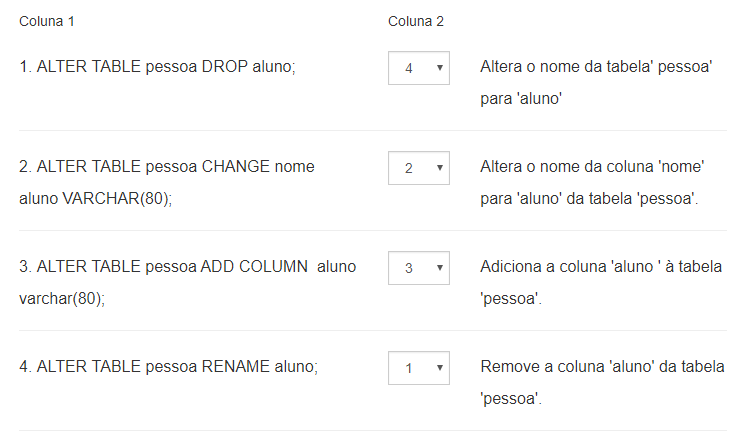 Coluna 1 Coluna 2
1. ALTER TABLE pessoa DROP aluno; 4 Altera o nome da tabela' pessoa'
para 'aluno'
2. ALTER TABLE pessoa CHANGE nome 2 Altera o nome da coluna 'nome'
aluno VARCHAR(80); para 'aluno' da tabela 'pessoa'.
3. ALTER TABLE pessoa ADD COLUMN  aluno 3 Adiciona a coluna 'aluno ' à tabela
varchar(80); 'pessoa'.
4. ALTER TABLE pessoa RENAME aluno; 1 Remove a coluna 'aluno' da tabela
'pessoa'.